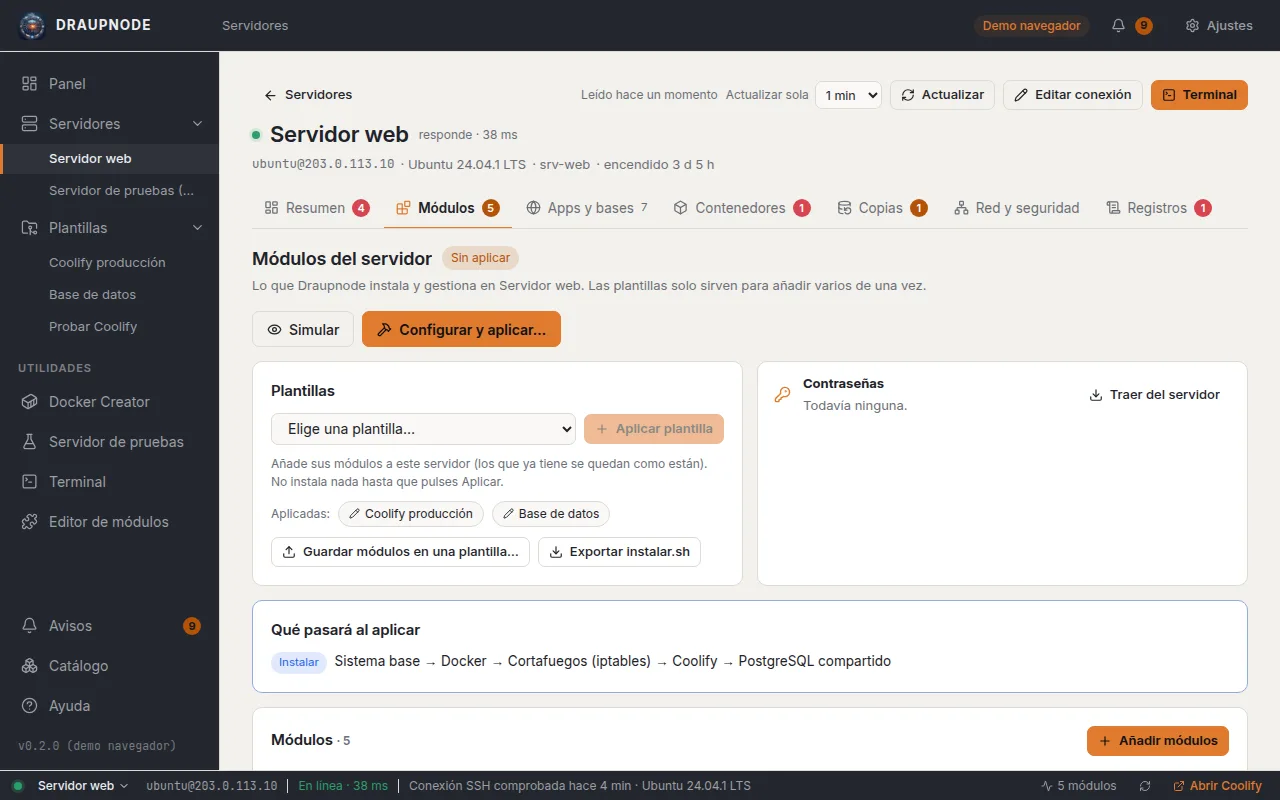 DRAUPNODE
Servidores
Demo navegador
9
Ajustes
Panel
Servidores
Servidor web
Servidor de pruebas (...
Plantillas
Coolify producción
Base de datos
Probar Coolify
UTILIDADES
Docker Creator
Servidor de pruebas
Terminal
Editor de módulos
Avisos 9
Catálogo
Ayuda
v0.2.0 (demo navegador)
← Servidores
Leído hace un momento Actualizar sola 1 min Actualizar Editar conexión Terminal
Servidor web responde · 38 ms
ubuntu@203.0.113.10 · Ubuntu 24.04.1 LTS · srv-web · encendido 3 d 5 h
Resumen 4 Módulos 5 Apps y bases 7 Contenedores 1 Copias 1 Red y seguridad Registros 1
Módulos del servidor Sin aplicar
Lo que Draupnode instala y gestiona en Servidor web. Las plantillas solo sirven para añadir varios de una vez.
Simular Configurar y aplicar...
Plantillas
Elige una plantilla... + Aplicar plantilla
Añade sus módulos a este servidor (los que ya tiene se quedan como están).
No instala nada hasta que pulses Aplicar.
Aplicadas: Coolify producción Base de datos
Guardar módulos en una plantilla... Exportar instalar.sh
Contraseñas
Todavía ninguna.
Traer del servidor
Qué pasará al aplicar
Instalar Sistema base → Docker → Cortafuegos (iptables) → Coolify → PostgreSQL compartido
Módulos · 5 + Añadir módulos
Servidor web ubuntu@203.0.113.10 | En línea · 38 ms | Conexión SSH comprobada hace 4 min · Ubuntu 24.04.1 LTS 5 módulos Abrir Coolify